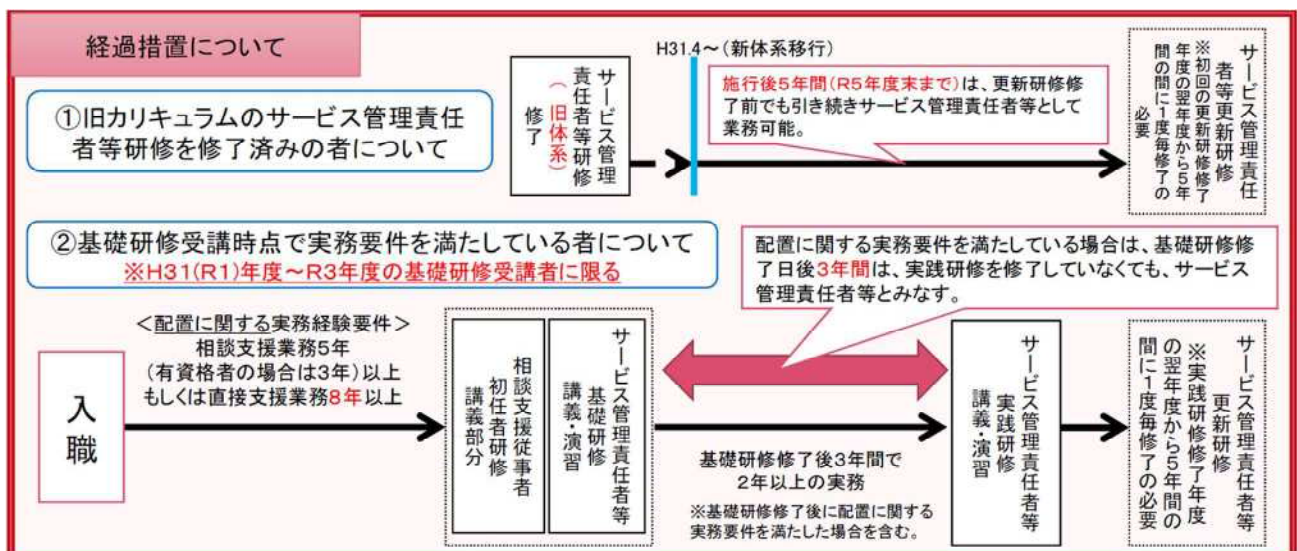 経過措置について
①旧カリキュラムのサービス管理責任
者等研修を修了済みの者について
サービス管理
責任者等研修
(旧体系)
修了
H31.4～(新体系移行)
施行後5年間(R5年度末まで)は、更新研修修
了前でも引き続きサービス管理責任者等として
業務可能。
サービス管理責任
者等更新研修
※初回の更新研修修了
年度の翌年度から5年
間の間に1度毎修了の
必要
②基礎研修受講時点で実務要件を満たしている者について
※H31(R1)年度～R3年度の基礎研修受講者に限る
配置に関する実務要件を満たしている場合は、基礎研修修
了日後3年間は、実践研修を修了していなくても、サービス
管理責任者等とみなす。
入職
＜配置に関する実務経験要件＞
相談支援業務5年
(有資格者の場合は3年)以上
もしくは直接支援業務8年以上
相談支援従事者
初任者研修
講義部分
サービス管理責任者等
基礎研修
講義・演習
基礎研修修了後3年間で
2年以上の実務
※基礎研修修了後に配置に関する
実務要件を満たした場合を含む。
サービス管理責任者等
実践研修
講義・演習
サービス管理責任者等
更新研修
※実践研修修了年度
の翌年度から5年間の
間に1度毎修了の必要